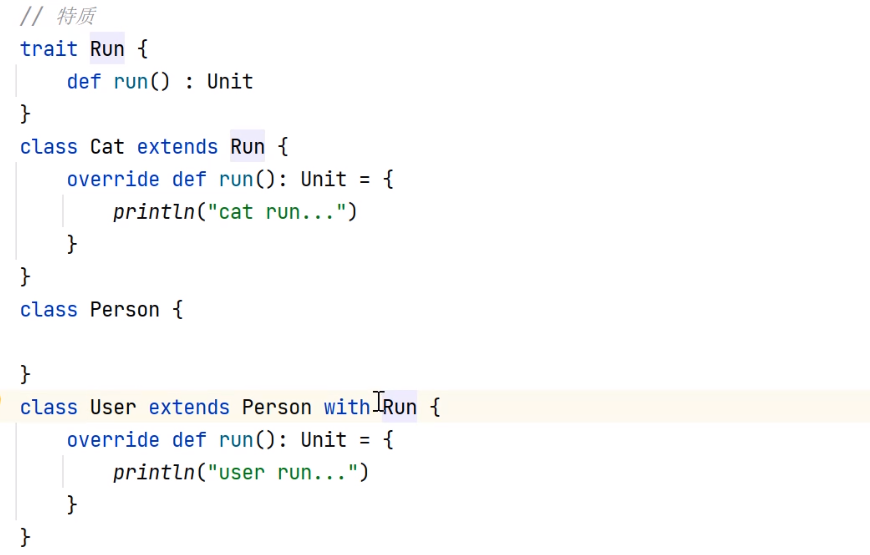 // 特质
trait Run {
def run() : Unit
}
class Cat extends Run {
override def run(): Unit = {
println("cat run...")
}
}
class Person {
}
class User extends Person with Run {
override def run(): Unit = {
println("user run...")
}
}